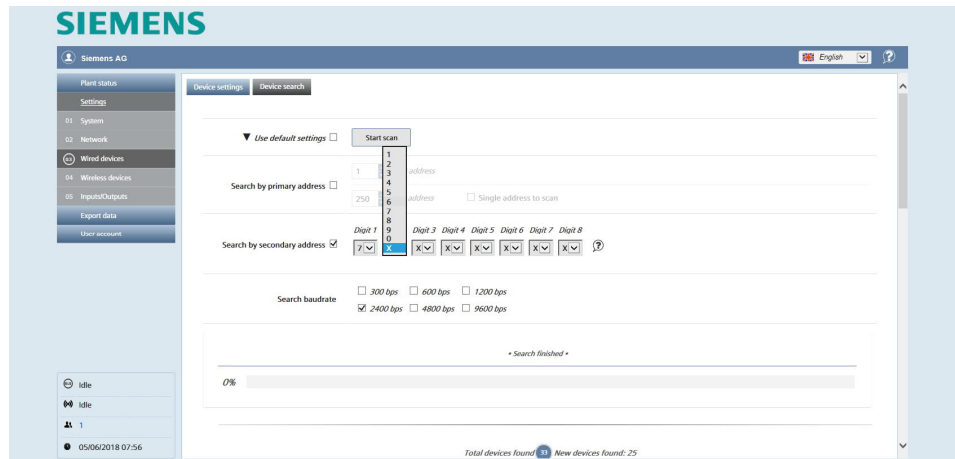 SIEMENS
Siemens AG
English
?
Plant status
Settings
01 System
02 Network
03 Wired devices
04 Wireless devices
05 Inputs/Outputs
Export data
User account
Device settings Device search
▼ Use default settings Start scan
Search by primary address
1 address
250 address Single address to scan
Search by secondary address
Digit 1 Digit 3 Digit 4 Digit 5 Digit 6 Digit 7 Digit 8
7 X X X X X X ?
1
2
3
4
5
6
7
8
9
0
X
Search baudrate
300 bps 600 bps 1200 bps
2400 bps 4800 bps 9600 bps
• Search finished •
0%
Idle
Idle
1
05/06/2018 07:56
Total devices found 33 New devices found: 25